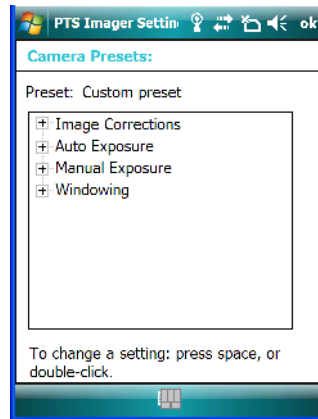 PTS Imager Settin
ok
Camera Presets:
Preset: Custom preset
Image Corrections
Auto Exposure
Manual Exposure
Windowing
To change a setting: press space, or
double-click.